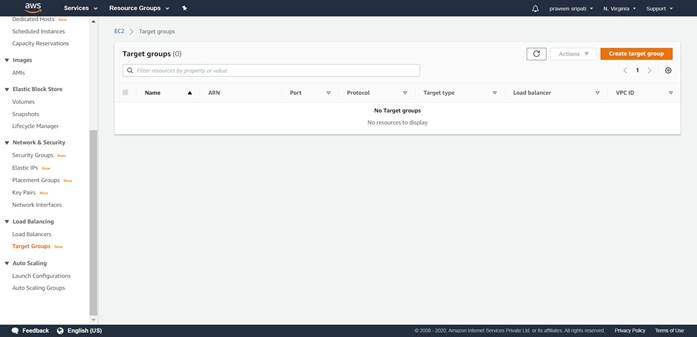 aws Services Resource Groups praveen sripati N. Virginia Support
Dedicated Hosts New
Scheduled Instances
Capacity Reservations
Images
AMIs
Elastic Block Store
Volumes
Snapshots
Lifecycle Manager
Network & Security
Security Groups New
Elastic IPs New
Placement Groups New
Key Pairs New
Network Interfaces
Load Balancing
Load Balancers
Target Groups New
Auto Scaling
Launch Configurations
Auto Scaling Groups
EC2 > Target groups
Target groups (0) Actions Create target group
Filter resources by property or value 1
Name ARN Port Protocol Target type Load balancer VPC ID
No Target groups
No resources to display
Feedback English (US) © 2008 - 2020, Amazon Internet Services Private Ltd. or its affiliates. All rights reserved. Privacy Policy Terms of Use